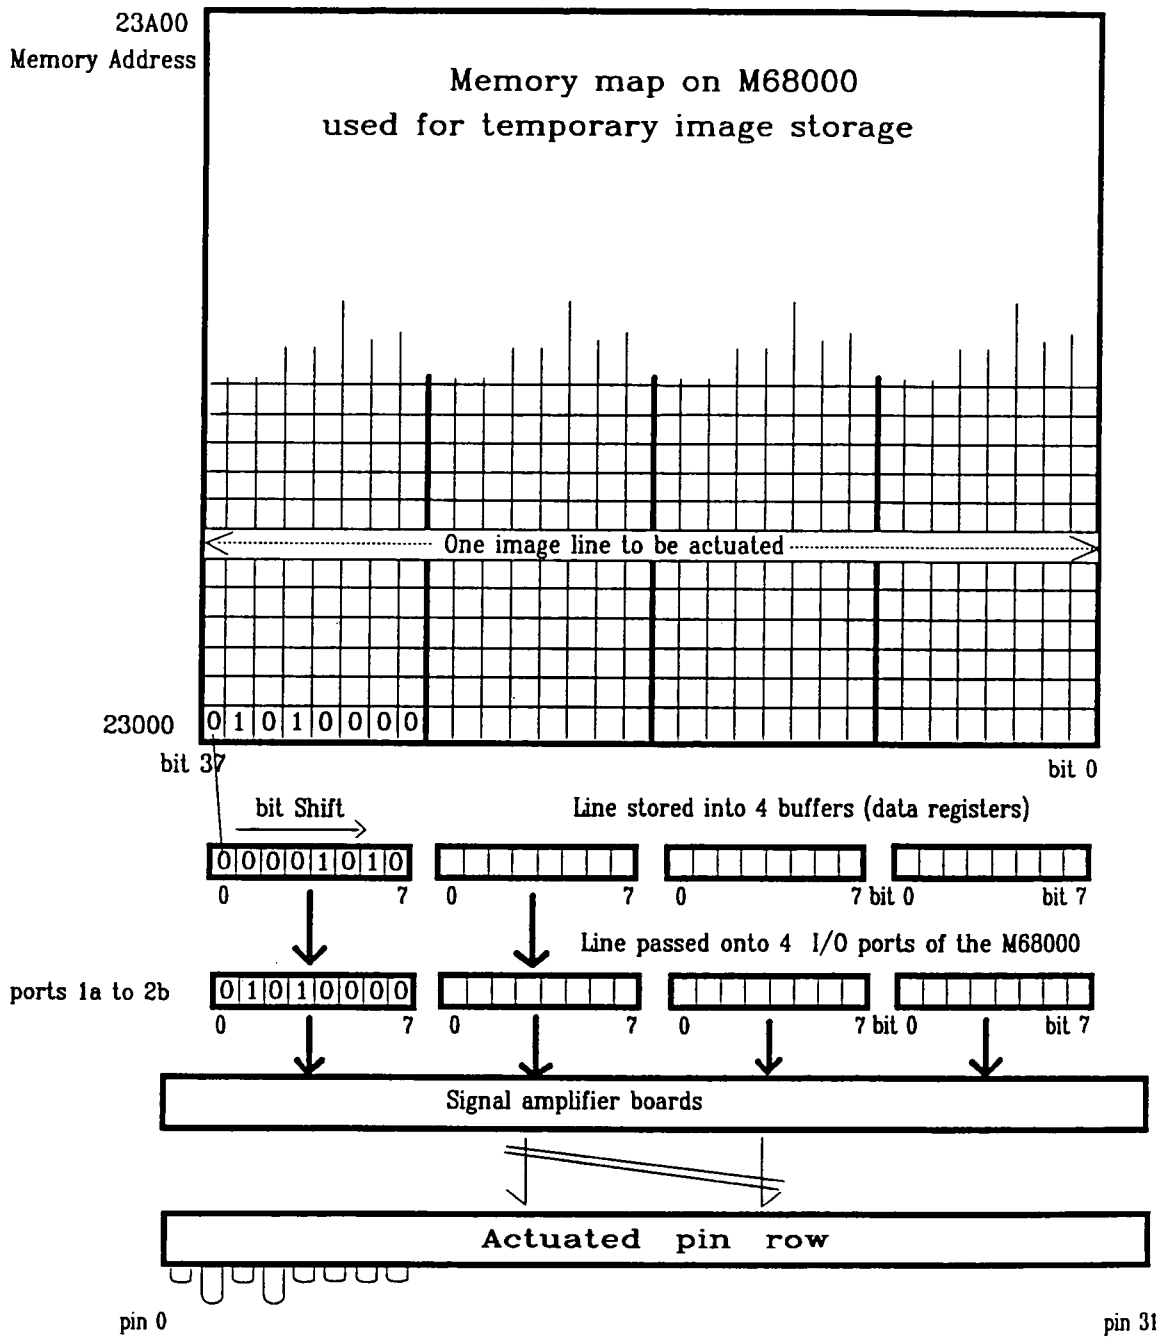 23A00
Memory Address
Memory map on M68000
used for temporary image storage
One image line to be actuated
23000
0 1 0 1 0 0 0 0
bit 37
bit 0
bit Shift
Line stored into 4 buffers (data registers)
0 0 0 0 1 0 1 0
0 7 0 7 0 7 bit 0 bit 7
Line passed onto 4 I/O ports of the M68000
ports 1a to 2b
0 1 0 1 0 0 0 0
0 7 0 7 0 7 bit 0 bit 7
Signal amplifier boards
Actuated pin row
pin 0
pin 31